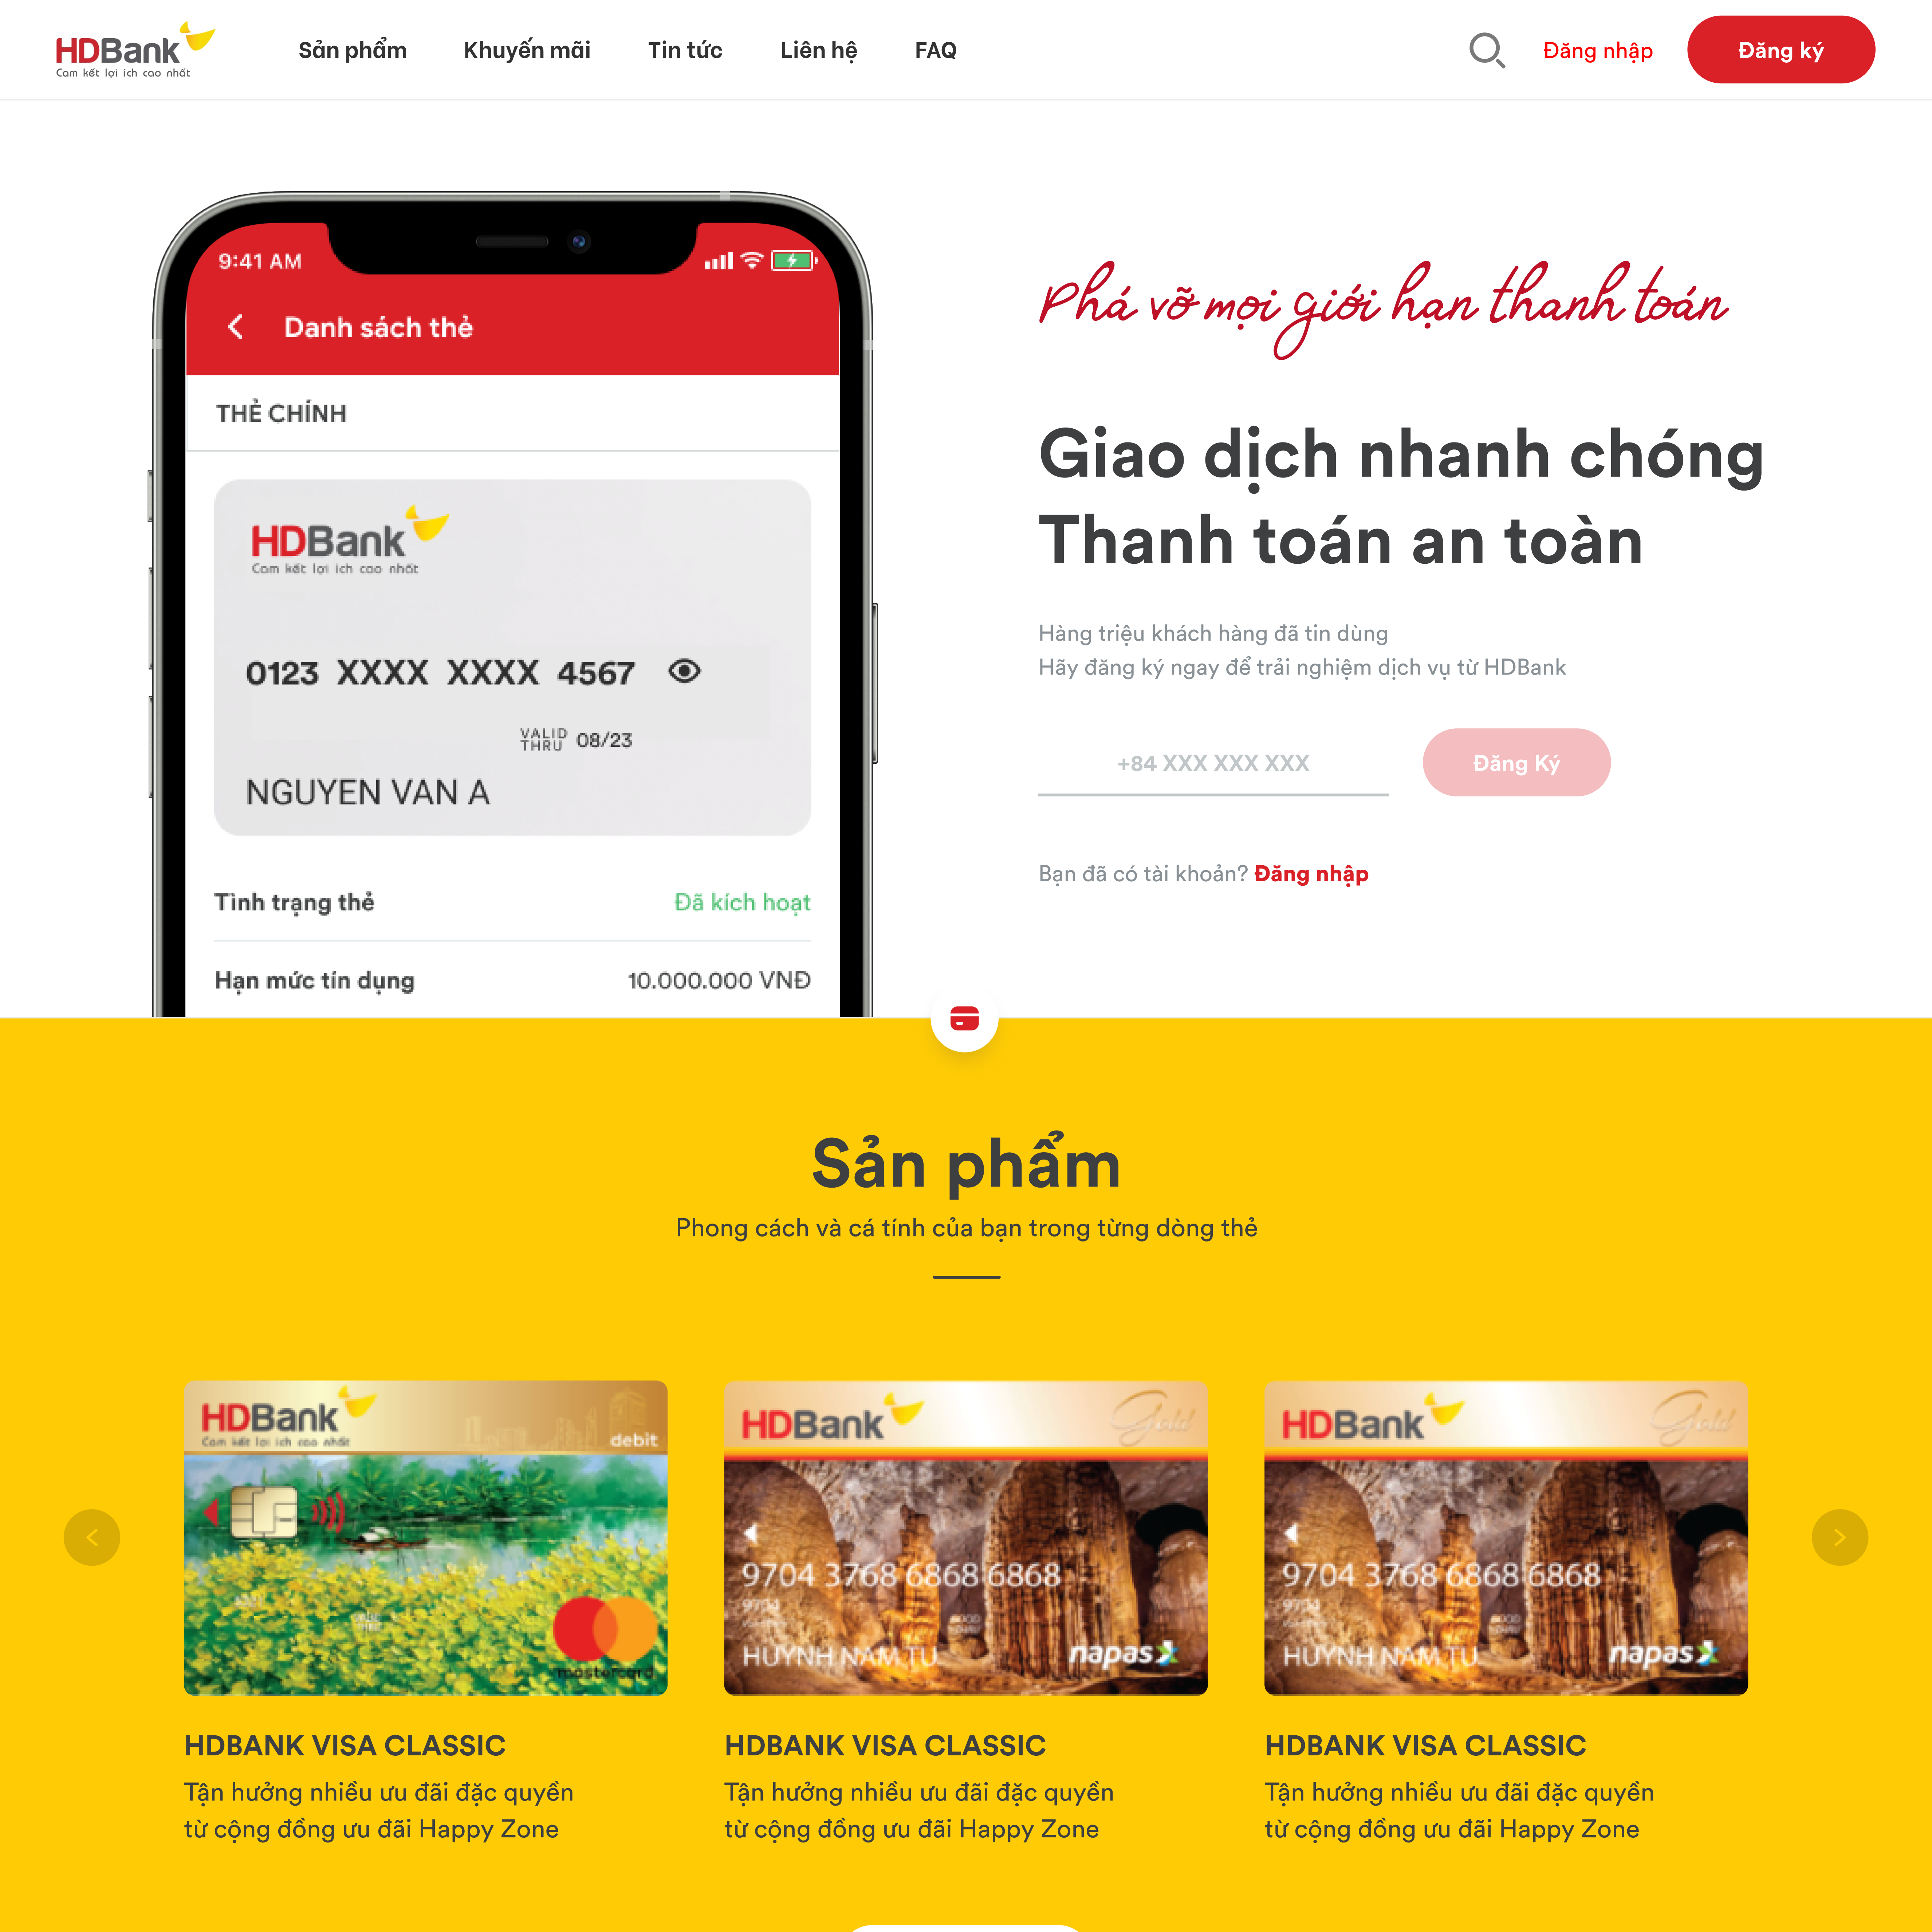 HDBank
Cam kết lợi ích cao nhất
Sản phẩm
Khuyến mãi
Tin tức
Liên hệ
FAQ
Đăng nhập
Đăng ký
9:41 AM
Danh sách thẻ
THẺ CHÍNH
HDBank
Cam kết lợi ích cao nhất
0123 XXXX XXXX 4567
VALID THRU 08/23
NGUYEN VAN A
Tình trạng thẻ
Đã kích hoạt
Hạn mức tín dụng
10.000.000 VNĐ
Phá vỡ mọi giới hạn thanh toán
Giao dịch nhanh chóng
Thanh toán an toàn
Hàng triệu khách hàng đã tin dùng
Hãy đăng ký ngay để trải nghiệm dịch vụ từ HDBank
+84 XXX XXX XXX
Đăng Ký
Bạn đã có tài khoản? Đăng nhập
Sản phẩm
Phong cách và cá tính của bạn trong từng dòng thẻ
HDBank
Cam kết lợi ích cao nhất
debit
mastercard
HDBANK VISA CLASSIC
Tận hưởng nhiều ưu đãi đặc quyền
từ cộng đồng ưu đãi Happy Zone
HDBank
Gold
9704 3768 6868 6868
9704
HUYNH NAM TU
napas
HDBANK VISA CLASSIC
Tận hưởng nhiều ưu đãi đặc quyền
từ cộng đồng ưu đãi Happy Zone
HDBank
Gold
9704 3768 6868 6868
9704
HUYNH NAM TU
napas
HDBANK VISA CLASSIC
Tận hưởng nhiều ưu đãi đặc quyền
từ cộng đồng ưu đãi Happy Zone